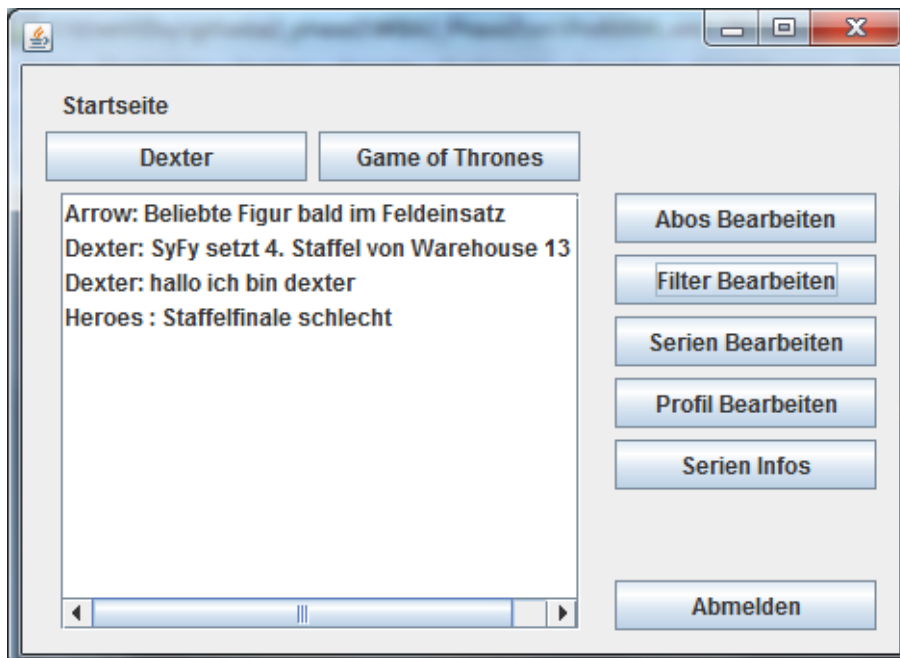 Startseite
Dexter
Game of Thrones
Arrow: Beliebte Figur bald im Feldeinsatz
Dexter: SyFy setzt 4. Staffel von Warehouse 13
Dexter: hallo ich bin dexter
Heroes : Staffelfinale schlecht
Abos Bearbeiten
Filter Bearbeiten
Serien Bearbeiten
Profil Bearbeiten
Serien Infos
Abmelden